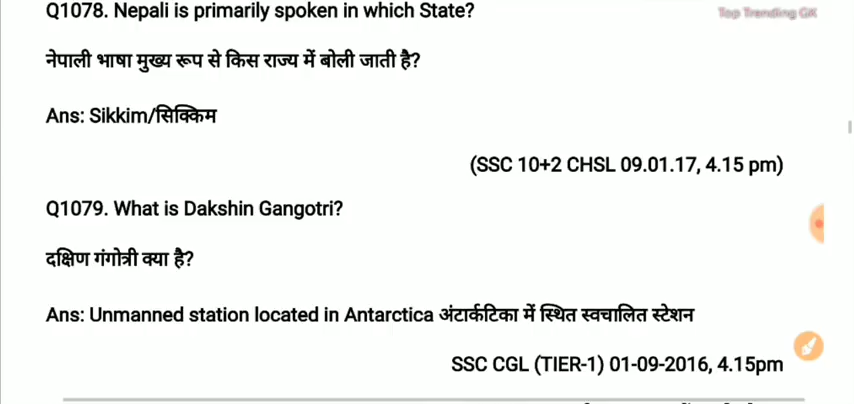 Q1078. Nepali is primarily spoken in which State?
Top Trending GK
नेपाली भाषा मुख्य रूप से किस राज्य में बोली जाती है?
Ans: Sikkim/सिक्किम
(SSC 10+2 CHSL 09.01.17, 4.15 pm)
Q1079. What is Dakshin Gangotri?
दक्षिण गंगोत्री क्या है?
Ans: Unmanned station located in Antarctica अंटार्कटिका में स्थित स्वचालित स्टेशन
SSC CGL (TIER-1) 01-09-2016, 4.15pm